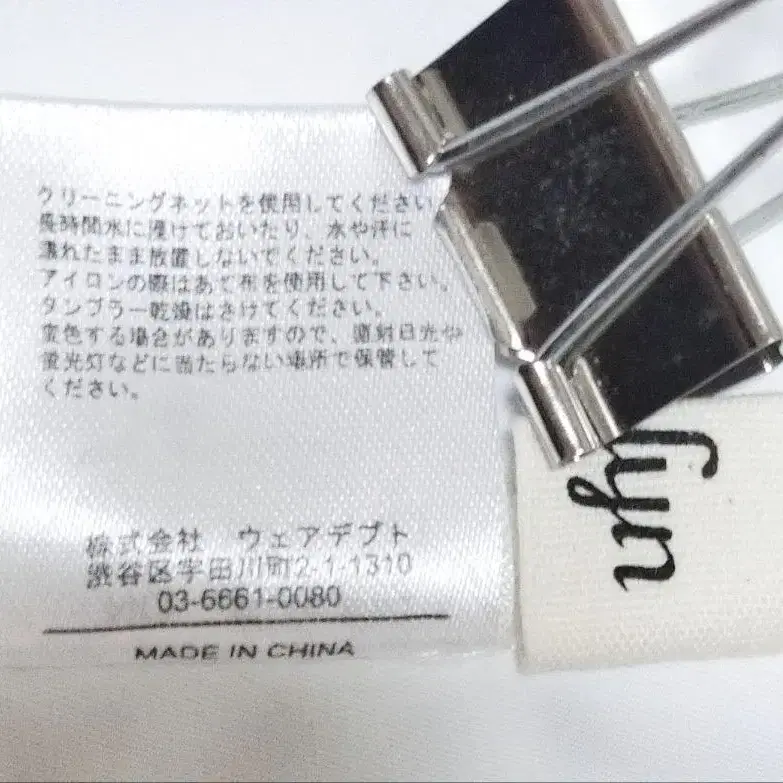 クリーニングネットを使用してください
長時間水に浸けておいたり、水や汗に
濡れたまま放置しないでください。
アイロンの際はあて布を使用して下さい。
タンブラー乾燥はさけてください。
変色する場合がありますので、直射日光や
蛍光灯などに当たらない場所で保管して
ください。
株式会社 ウェアデプト
渋谷区宇田川町2-1-1310
03-6661-0080
MADE IN CHINA